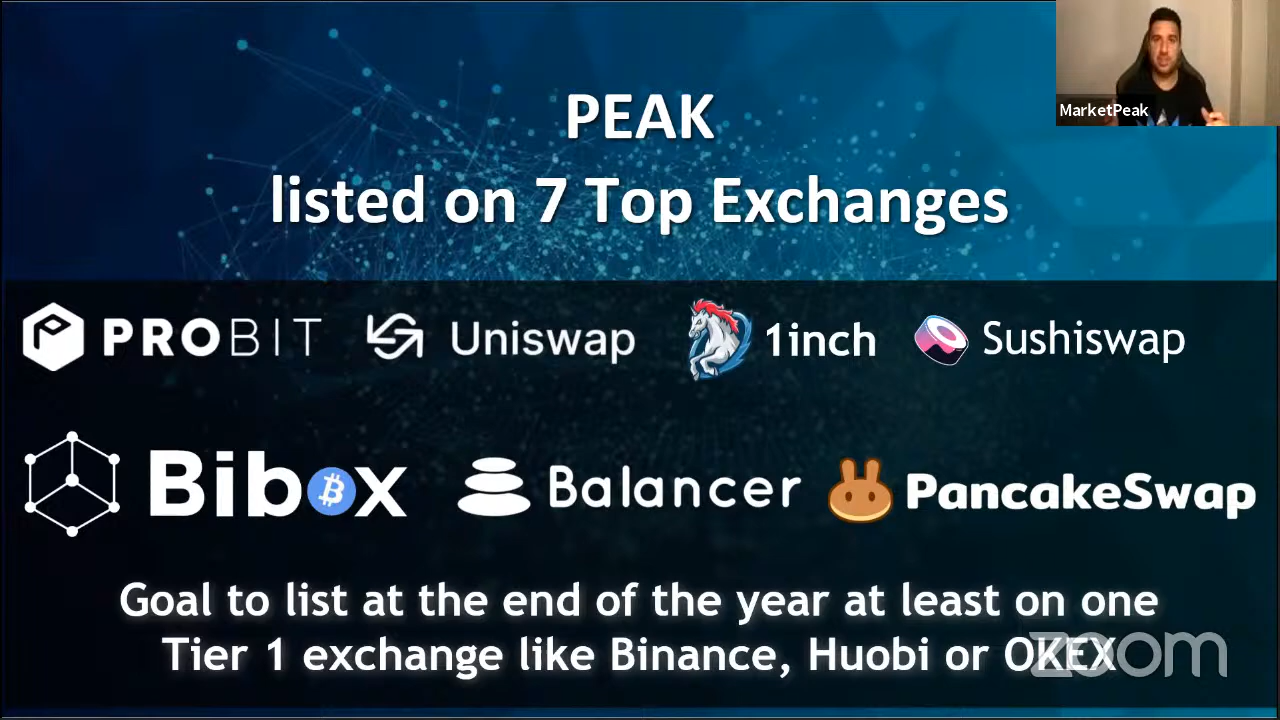 MarketPeak
PEAK
listed on 7 Top Exchanges
PROBIT Uniswap 1inch Sushiswap
Bibox Balancer PancakeSwap
Goal to list at the end of the year at least on one
Tier 1 exchange like Binance, Huobi or OKEX
zoom